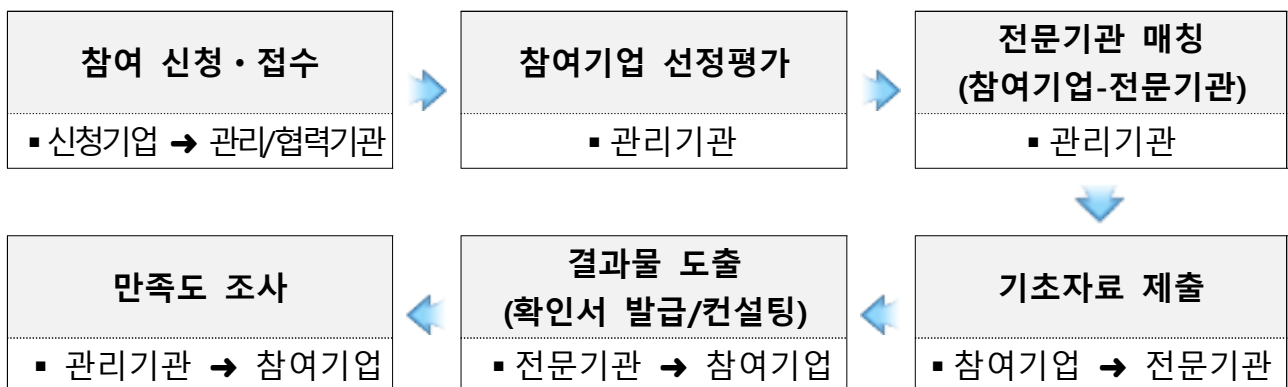 참여 신청・접수
▪ 신청기업 ➜ 관리/협력기관
참여기업 선정평가
▪ 관리기관
전문기관 매칭
(참여기업-전문기관)
▪ 관리기관
기초자료 제출
▪ 참여기업 ➜ 전문기관
결과물 도출
(확인서 발급/컨설팅)
▪ 전문기관 ➜ 참여기업
만족도 조사
▪ 관리기관 ➜ 참여기업